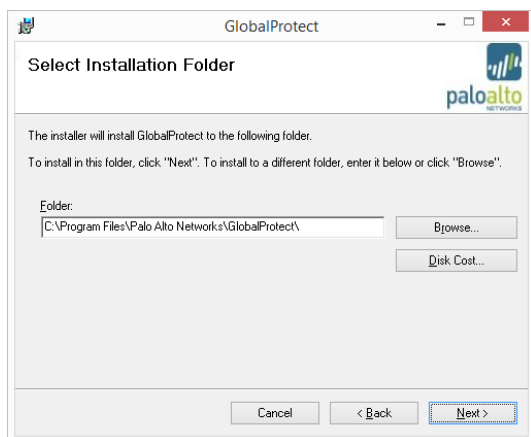 GlobalProtect
Select Installation Folder
paloalto
NETWORKS
The installer will install GlobalProtect to the following folder.
To install in this folder, click "Next". To install to a different folder, enter it below or click "Browse".
Folder:
C:\Program Files\Palo Alto Networks\GlobalProtect\
Browse...
Disk Cost...
Cancel
< Back
Next >